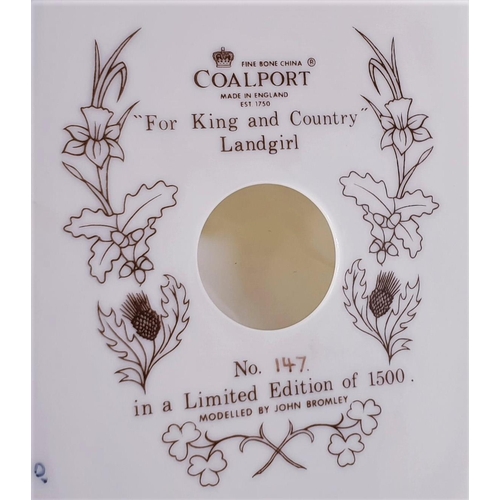 FINE BONE CHINA ®
COALPORT
MADE IN ENGLAND
EST 1750
"For King and Country"
Landgirl
No. 147.
in a Limited Edition of 1500.
MODELLED BY JOHN BROMLEY